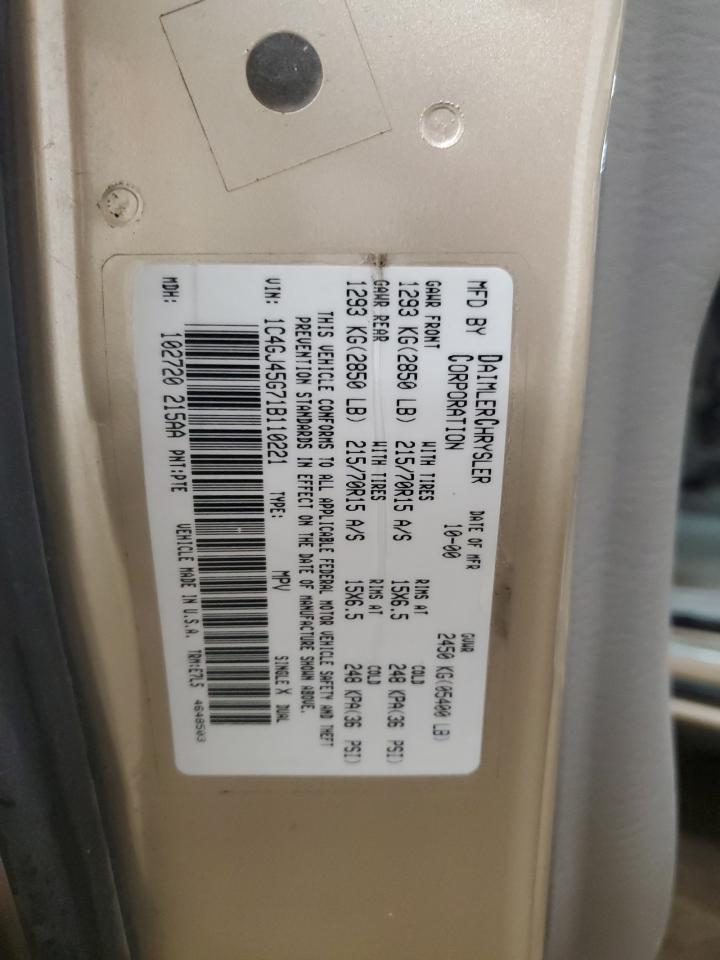 MFD BY DAIMLERCHRYSLER CORPORATION
DATE OF MFR 10-00
GVWR 2450 KG(05400 LB)
GAWR FRONT WITH TIRES RIMS AT COLD
1293 KG(2850 LB) 215/70R15 A/S 15X6.5 248 KPA(36 PSI)
GAWR REAR WITH TIRES RIMS AT COLD
1293 KG(2850 LB) 215/70R15 A/S 15X6.5 248 KPA(36 PSI)
THIS VEHICLE CONFORMS TO ALL APPLICABLE FEDERAL MOTOR VEHICLE SAFETY AND THEFT
PREVENTION STANDARDS IN EFFECT ON THE DATE OF MANUFACTURE SHOWN ABOVE.
VIN: 1C4GJ45G71B110221 TYPE: MPV SINGLE X DUAL
MDH: 102720 215AA PNT:PTE VEHICLE MADE IN U.S.A. TRM:E7L5 4648503